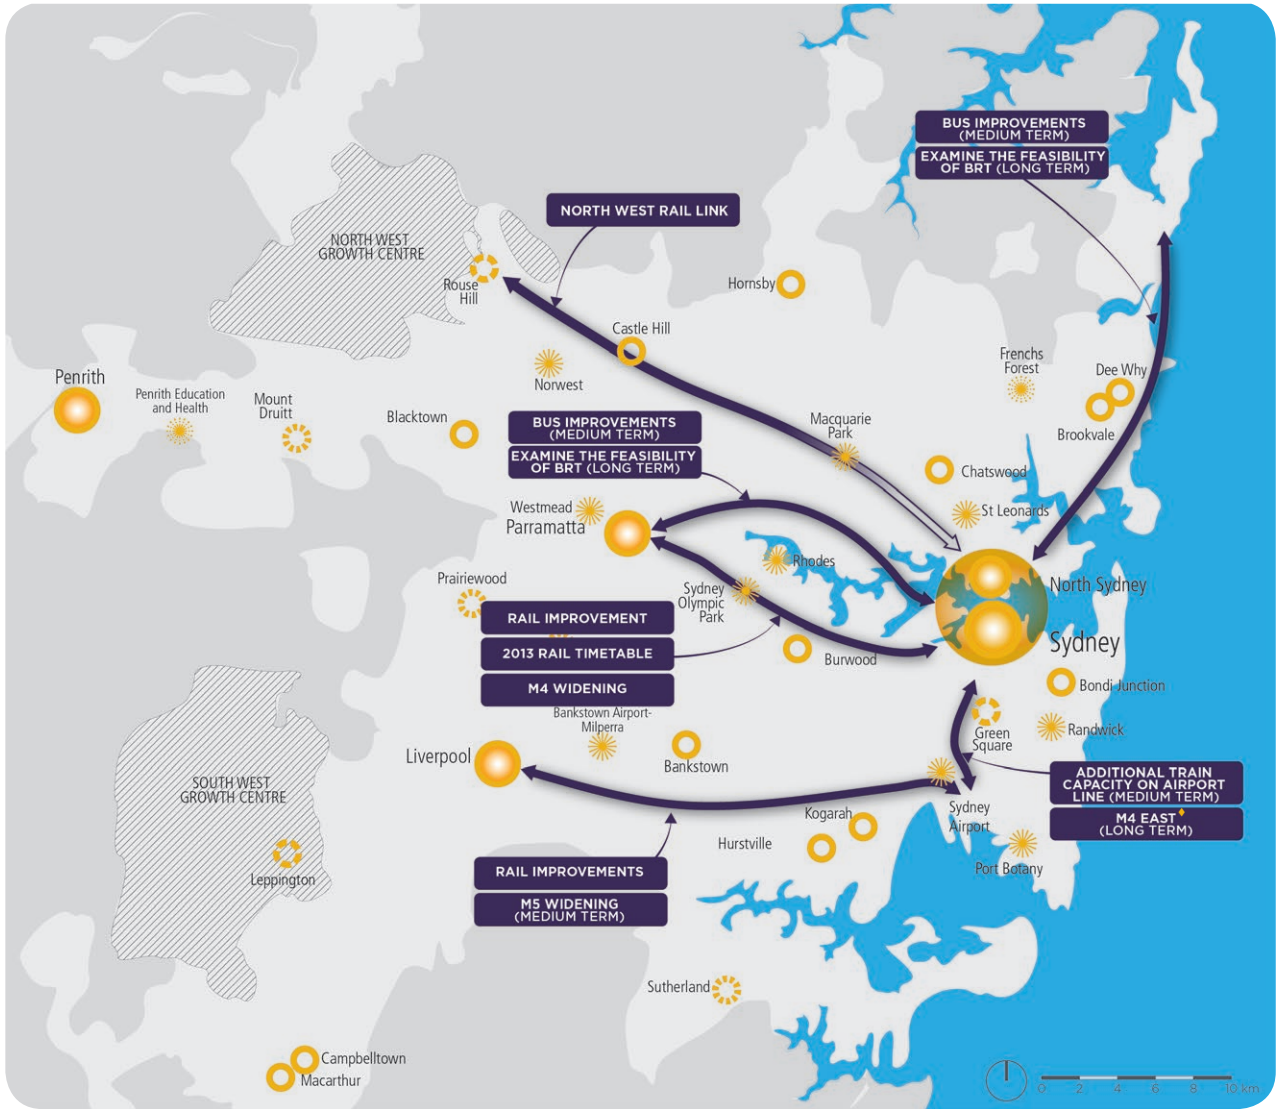 BUS IMPROVEMENTS
(MEDIUM TERM)
EXAMINE THE FEASIBILITY
OF BRT (LONG TERM)
NORTH WEST RAIL LINK
NORTH WEST
GROWTH CENTRE
Rouse
Hill
Hornsby
Castle Hill
Norwest
Frenchs
Forest
Dee Why
Brookvale
Penrith
Penrith Education
and Health
Mount
Druitt
Blacktown
BUS IMPROVEMENTS
(MEDIUM TERM)
EXAMINE THE FEASIBILITY
OF BRT (LONG TERM)
Macquarie
Park
Chatswood
St Leonards
Westmead
Parramatta
Rhodes
Prairiewood
Sydney
Olympic
Park
North Sydney
Sydney
RAIL IMPROVEMENT
2013 RAIL TIMETABLE
M4 WIDENING
Burwood
Bondi Junction
Bankstown Airport-
Milperra
Green
Square
Randwick
Liverpool
Bankstown
SOUTH WEST
GROWTH CENTRE
ADDITIONAL TRAIN
CAPACITY ON AIRPORT
LINE (MEDIUM TERM)
M4 EAST♦
(LONG TERM)
Sydney
Airport
Kogarah
Hurstville
Port Botany
Leppington
RAIL IMPROVEMENTS
M5 WIDENING
(MEDIUM TERM)
Sutherland
Campbelltown
Macarthur
0 2 4 6 8 10 km